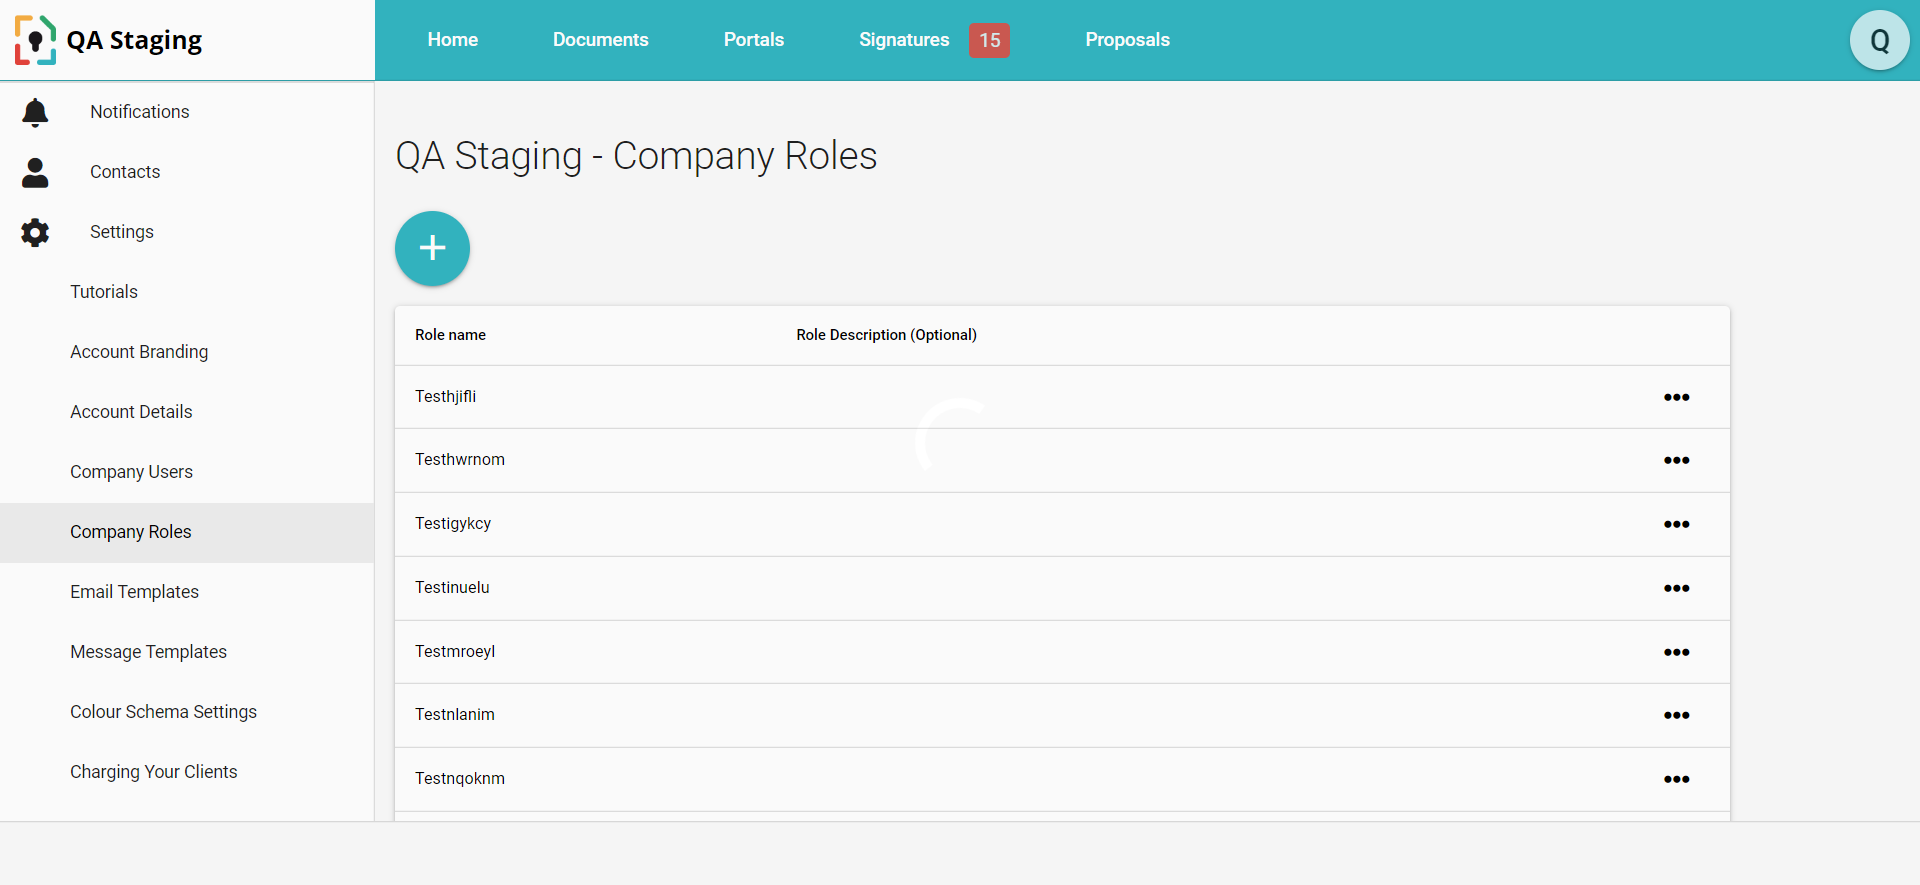 QA Staging
Home Documents Portals Signatures 15 Proposals Q
Notifications
Contacts
Settings
Tutorials
Account Branding
Account Details
Company Users
Company Roles
Email Templates
Message Templates
Colour Schema Settings
Charging Your Clients
QA Staging - Company Roles
Role name Role Description (Optional)
Testhjifli
Testhwrnom
Testigykcy
Testinuelu
Testmroeyl
Testnlanim
Testnqoknm